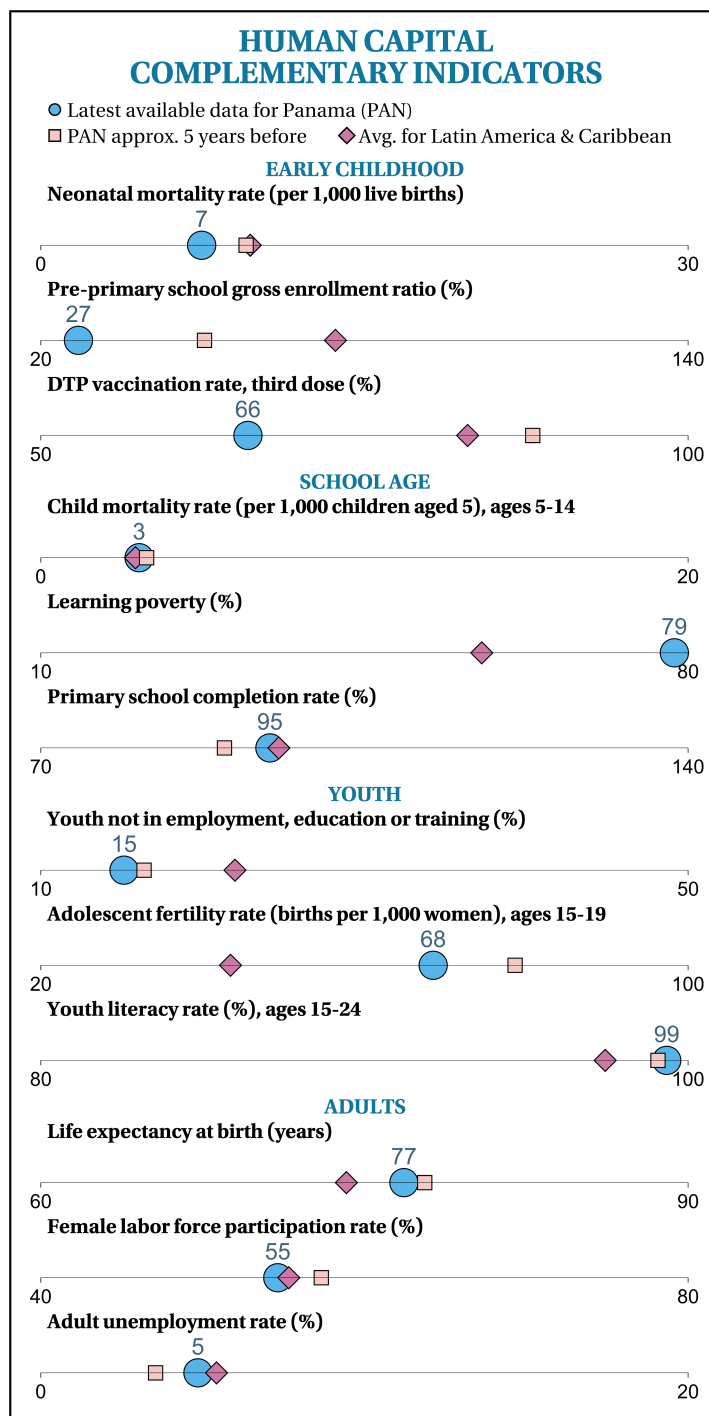 HUMAN CAPITAL
COMPLEMENTARY INDICATORS
Latest available data for Panama (PAN)
PAN approx. 5 years before Avg. for Latin America & Caribbean
EARLY CHILDHOOD
Neonatal mortality rate (per 1,000 live births)
7
0 30
Pre-primary school gross enrollment ratio (%)
27
20 140
DTP vaccination rate, third dose (%)
66
50 100
SCHOOL AGE
Child mortality rate (per 1,000 children aged 5), ages 5-14
3
0 20
Learning poverty (%)
79
10 80
Primary school completion rate (%)
95
70 140
YOUTH
Youth not in employment, education or training (%)
15
10 50
Adolescent fertility rate (births per 1,000 women), ages 15-19
68
20 100
Youth literacy rate (%), ages 15-24
99
80 100
ADULTS
Life expectancy at birth (years)
77
60 90
Female labor force participation rate (%)
55
40 80
Adult unemployment rate (%)
5
0 20